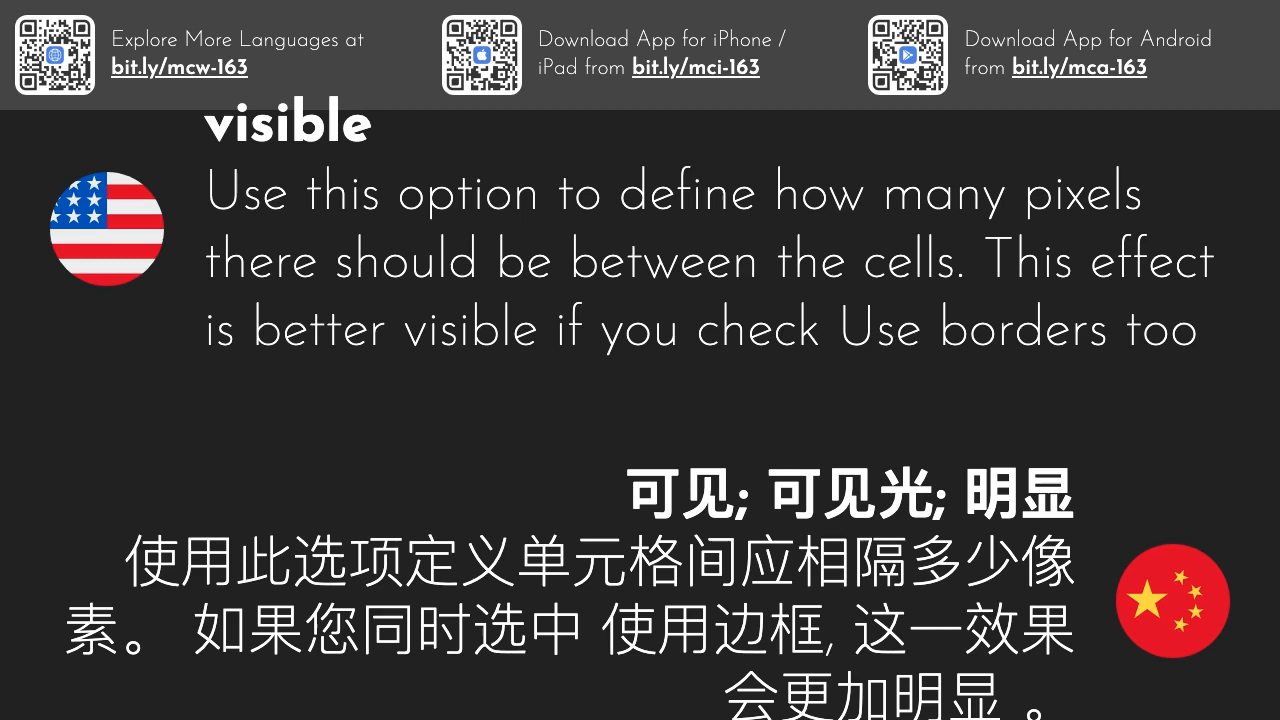 Explore More Languages at
bit.ly/mcw-163
Download App for iPhone /
iPad from bit.ly/mci-163
Download App for Android
from bit.ly/mca-163
visible
Use this option to define how many pixels
there should be between the cells. This effect
is better visible if you check Use borders too
可见; 可见光; 明显
使用此选项定义单元格间应相隔多少像
素。 如果您同时选中 使用边框, 这一效果
会更加明显 。